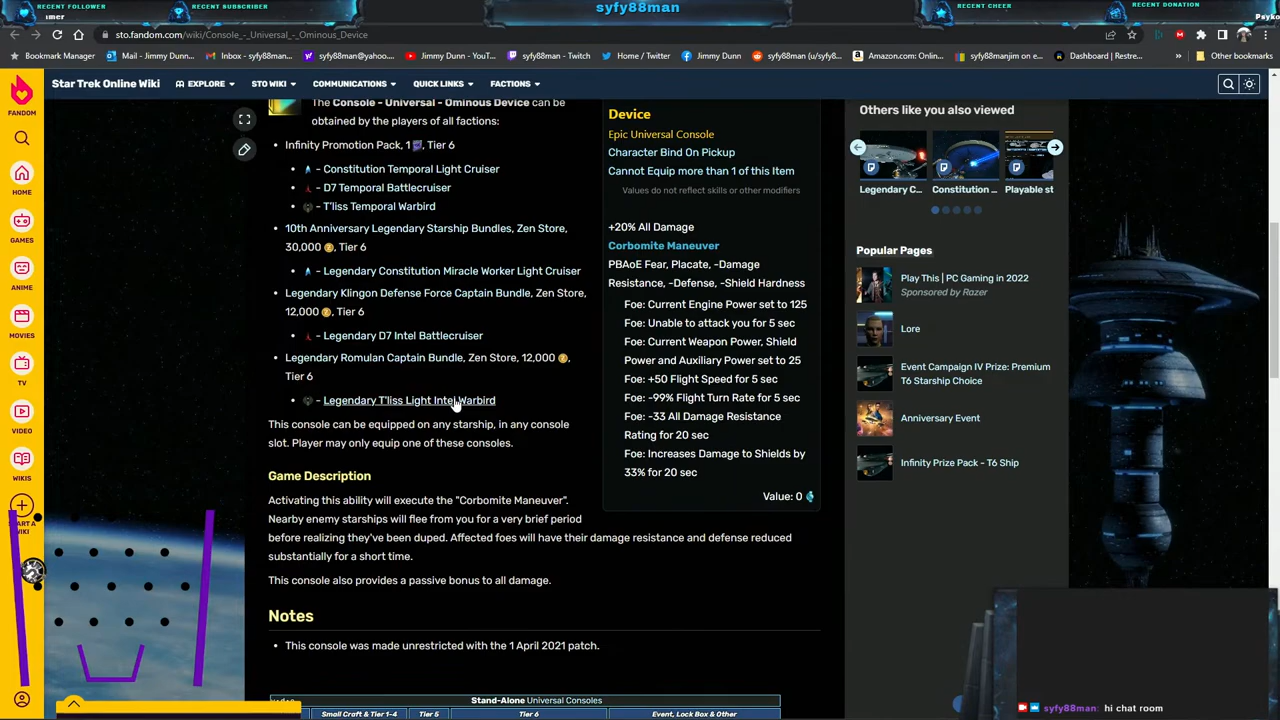 RECENT FOLLOWER
RECENT SUBSCRIBER
syfy88man
RECENT CHEER
RECENT DONATION
Psyko
sto.fandom.com/wiki/Console_-_Universal_-_Ominous_Device
Bookmark Manager
Mail - Jimmy Dunn...
Inbox - syfy88man...
syfy88man@yahoo...
Jimmy Dunn - YouT...
syfy88man - Twitch
Home / Twitter
Jimmy Dunn
reddit (u/syfy88...
Amazon.com: Onlin...
syfy88manjim on e...
Dashboard | Restre...
»
Other bookmarks
FANDOM
Star Trek Online Wiki
EXPLORE
STO WIKI
COMMUNICATIONS
QUICK LINKS
FACTIONS
HOME
GAMES
ANIME
MOVIES
TV
VIDEO
WIKIS
START A
WIKI
The Console - Universal - Ominous Device can be
obtained by the players of all factions:
Infinity Promotion Pack, 1 , Tier 6
- Constitution Temporal Light Cruiser
- D7 Temporal Battlecruiser
- T'liss Temporal Warbird
10th Anniversary Legendary Starship Bundles, Zen Store,
30,000 , Tier 6
- Legendary Constitution Miracle Worker Light Cruiser
Legendary Klingon Defense Force Captain Bundle, Zen Store,
12,000 , Tier 6
- Legendary D7 Intel Battlecruiser
Legendary Romulan Captain Bundle, Zen Store, 12,000 ,
Tier 6
- Legendary T'liss Light Intel Warbird
This console can be equipped on any starship, in any console
slot. Player may only equip one of these consoles.
Game Description
Activating this ability will execute the "Corbomite Maneuver".
Nearby enemy starships will flee from you for a very brief period
before realizing they've been duped. Affected foes will have their damage resistance and defense reduced
substantially for a short time.
This console also provides a passive bonus to all damage.
Notes
This console was made unrestricted with the 1 April 2021 patch.
Stand-Alone Universal Consoles
Small Craft & Tier 1-4
Tier 5
Tier 6
Event, Lock Box & Other
Device
Epic Universal Console
Character Bind On Pickup
Cannot Equip more than 1 of this Item
Values do not reflect skills or other modifiers
+20% All Damage
Corbomite Maneuver
PBAoE Fear, Placate, -Damage
Resistance, -Defense, -Shield Hardness
Foe: Current Engine Power set to 125
Foe: Unable to attack you for 5 sec
Foe: Current Weapon Power, Shield
Power and Auxiliary Power set to 25
Foe: +50 Flight Speed for 5 sec
Foe: -99% Flight Turn Rate for 5 sec
Foe: -33 All Damage Resistance
Rating for 20 sec
Foe: Increases Damage to Shields by
33% for 20 sec
Value: 0
Others like you also viewed
Legendary C...
Constitution ...
Playable st
Popular Pages
Play This | PC Gaming in 2022
Sponsored by Razer
Lore
Event Campaign IV Prize: Premium
T6 Starship Choice
Anniversary Event
Infinity Prize Pack - T6 Ship
syfy88man: hi chat room